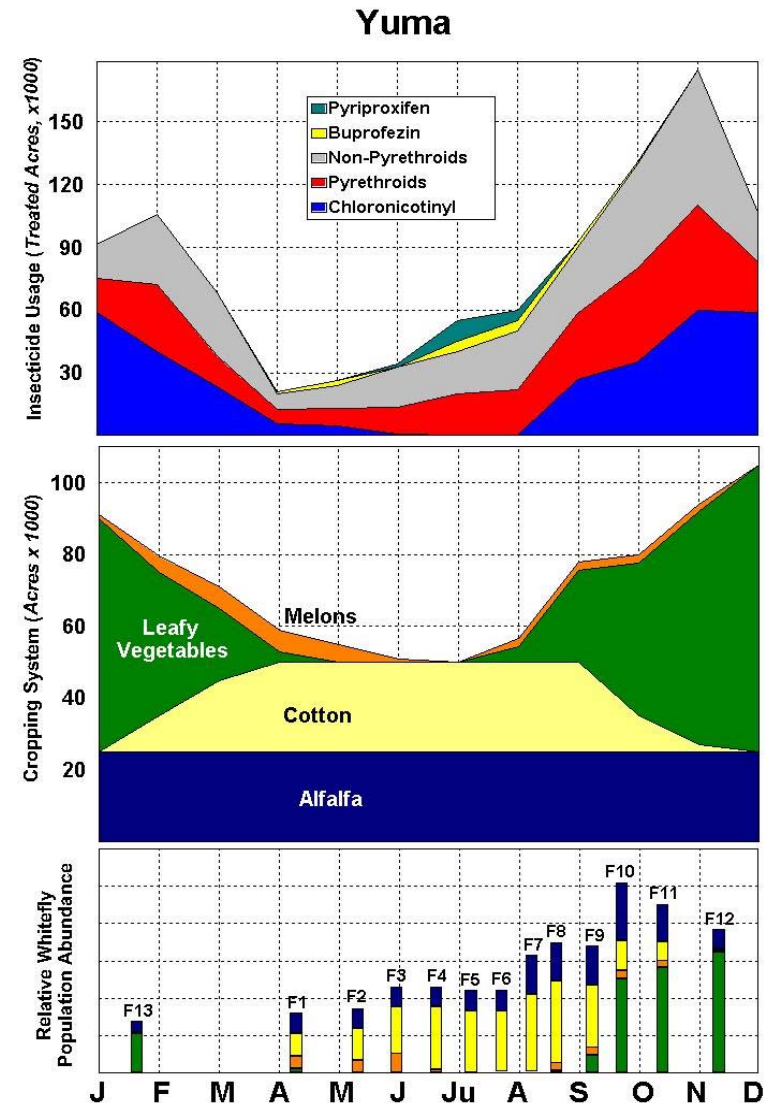 Yuma
Insecticide Usage (Treated Acres, x1000)
150
120
90
60
30
Pyriproxifen
Buprofezin
Non-Pyrethroids
Pyrethroids
Chloronicotinyl
Cropping System (Acres x 1000)
100
80
60
40
20
Melons
Leafy
Vegetables
Cotton
Alfalfa
Relative Whitefly
Population Abundance
F13
F1
F2
F3
F4
F5
F6
F7
F8
F9
F10
F11
F12
J F M A M J Ju A S O N D